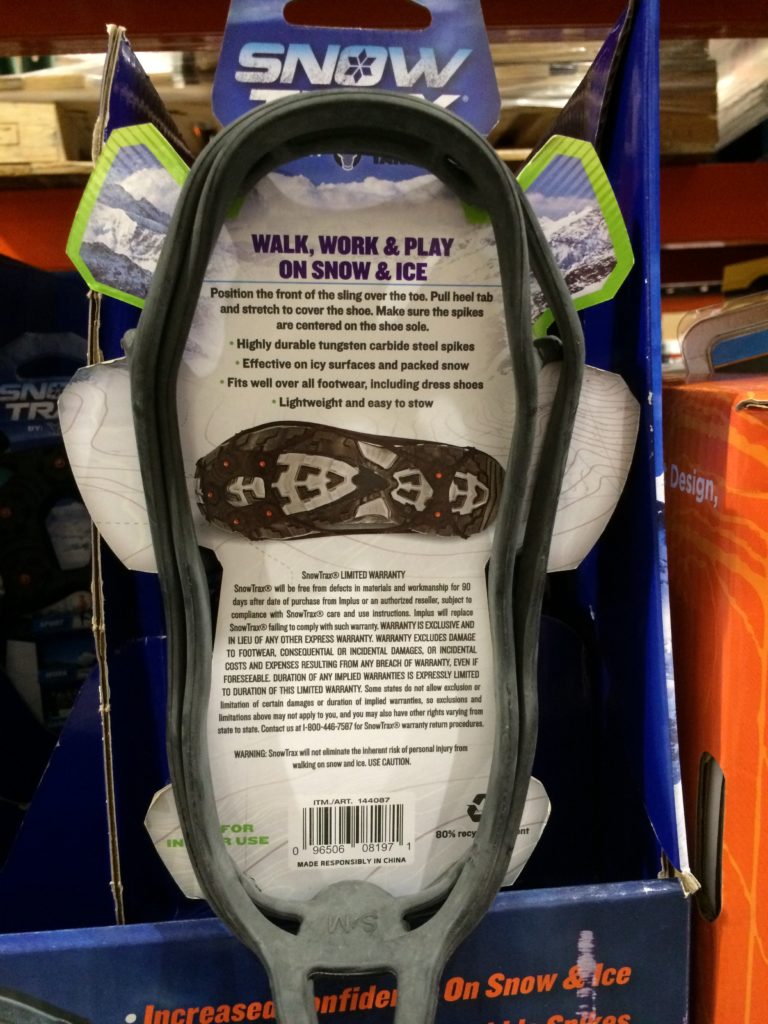 SNOW
WALK, WORK & PLAY
ON SNOW & ICE
Position the front of the sling over the toe. Pull heel tab
and stretch to cover the shoe. Make sure the spikes
are centered on the shoe sole.
• Highly durable tungsten carbide steel spikes
• Effective on icy surfaces and packed snow
• Fits well over all footwear, including dress shoes
• Lightweight and easy to stow
SnowTrax® LIMITED WARRANTY
SnowTrax® will be free from defects in materials and workmanship for 90
days after date of purchase from Implus or an authorized reseller, subject to
compliance with SnowTrax® care and use instructions. Implus will replace
SnowTrax® failing to comply with such warranty. WARRANTY IS EXCLUSIVE AND
IN LIEU OF ANY OTHER EXPRESS WARRANTY. WARRANTY EXCLUDES DAMAGE
TO FOOTWEAR, CONSEQUENTIAL OR INCIDENTAL DAMAGES, OR INCIDENTAL
COSTS AND EXPENSES RESULTING FROM ANY BREACH OF WARRANTY, EVEN IF
FORESEEABLE. DURATION OF ANY IMPLIED WARRANTIES IS EXPRESSLY LIMITED
TO DURATION OF THIS LIMITED WARRANTY. Some states do not allow exclusion or
limitation of certain damages or duration of implied warranties, so exclusions and
limitations above may not apply to you, and you may also have other rights varying from
state to state. Contact us at 1-800-446-7587 for SnowTrax® warranty return procedures.
WARNING: SnowTrax will not eliminate the inherent risk of personal injury from
walking on snow and ice. USE CAUTION.
FOR
USE
ITM./ART. 144087
0 96506 08197 1
MADE RESPONSIBLY IN CHINA
80%
S/M
• Increased On Snow & Ice
Spikes
Design,
SNO
TRA
BY:
SPORT